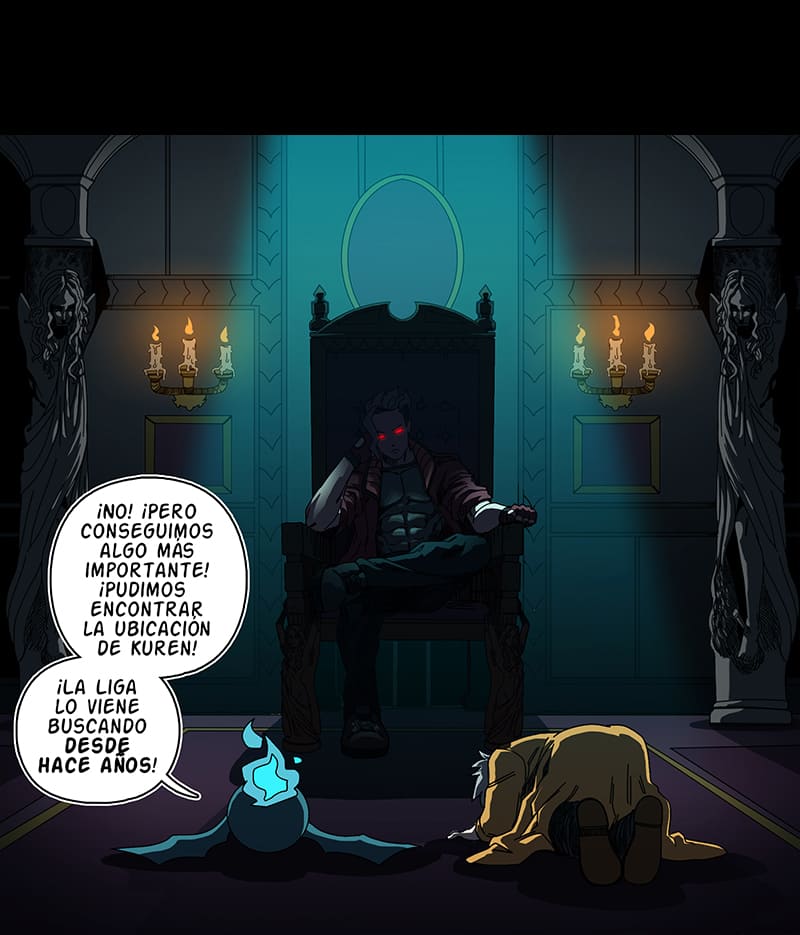 ¡NO! ¡PERO
CONSEGUIMOS
ALGO MÁS
IMPORTANTE!
¡PUDIMOS
ENCONTRAR
LA UBICACIÓN
DE KUREN!
¡LA LIGA
LO VIENE
BUSCANDO
DESDE
HACE AÑOS!